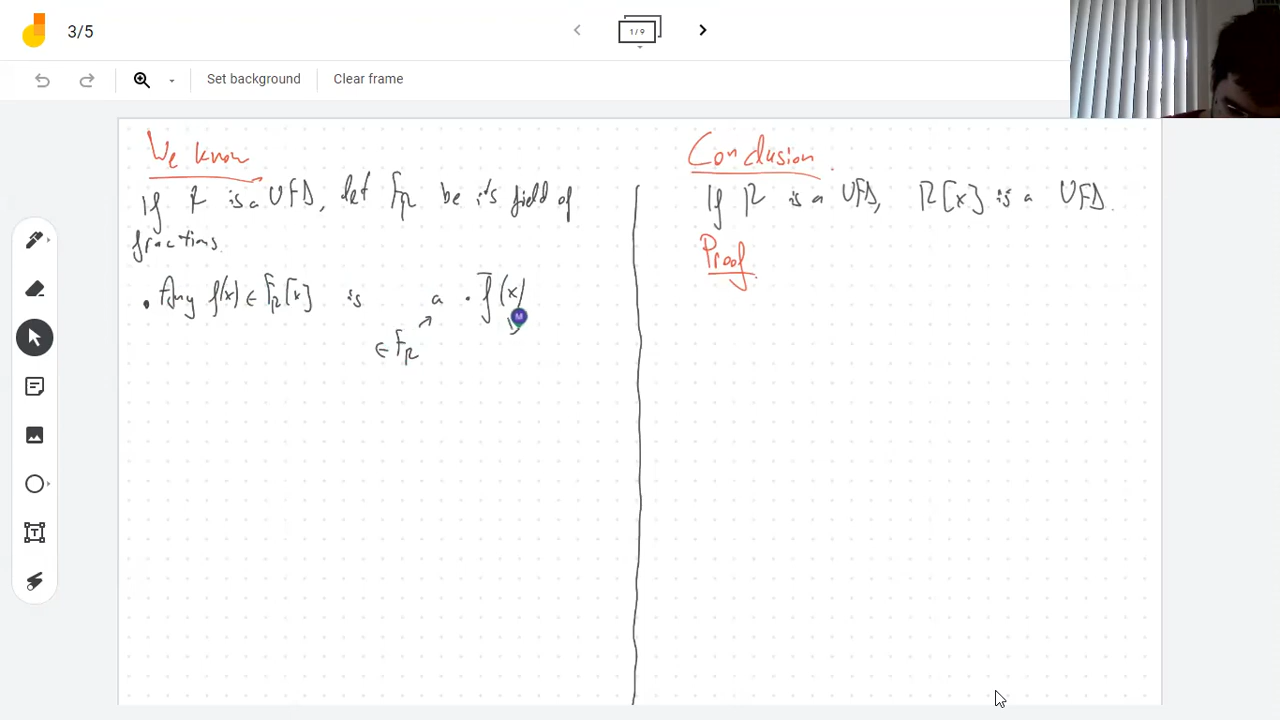 3/5
1/9
Set background
Clear frame
We know
If R is a UFD, let F_R be it's field of
fractions.
• Any f(x) ∈ F_R[x] is a · f̄(x)
∈ F_R
M
Conclusion.
If R is a UFD, R[x] is a UFD.
Proof.